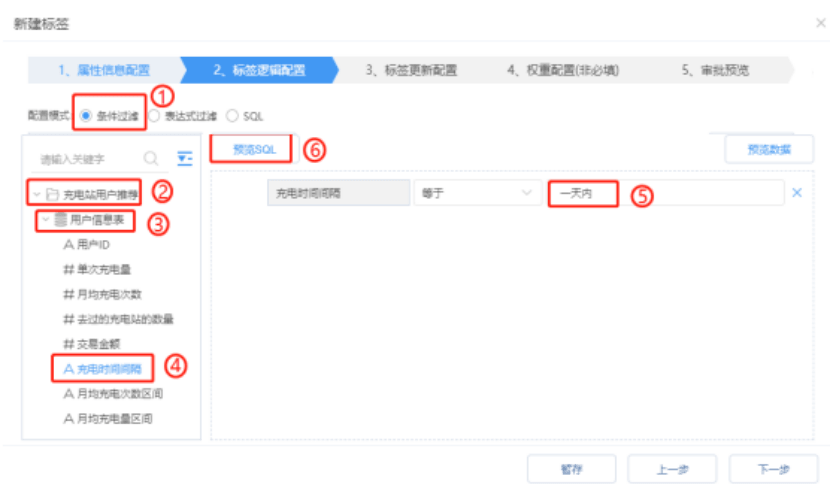 新建标签
1、属性信息配置 2、标签逻辑配置 3、标签更新配置 4、权重配置(非必填) 5、审批预览
①
配置模式: 条件过滤 表达式过滤 SQL
请输入关键字 预览SQL ⑥ 预览数据
充电站用户推荐 ② 充电时间间隔 等于 一天内 ⑤
用户信息表 ③
A 用户ID
## 单次充电量
## 月均充电次数
## 去过的充电站的数量
## 交易金额
A 充电时间间隔 ④
A 月均充电次数区间
A 月均充电量区间
暂存 上一步 下一步